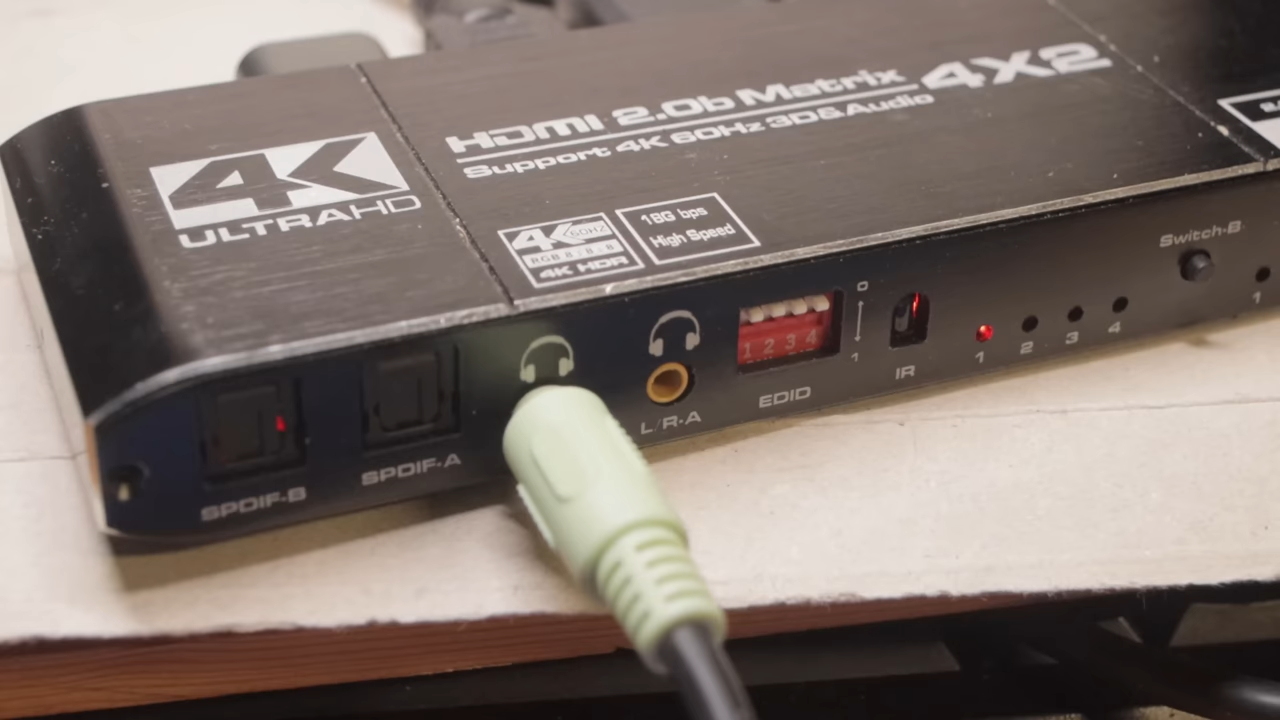 4K
ULTRAHD
HDMI 2.0b Matrix 4X2
Support 4K 60Hz 3D&Audio
4K 60HZ
RGB 8:8:8
4K HDR
18G bps
High Speed
SPDIF-B
SPDIF-A
L/R-A
1 2 3 4
EDID
0
1
IR
1 2 3 4
Switch-B
1